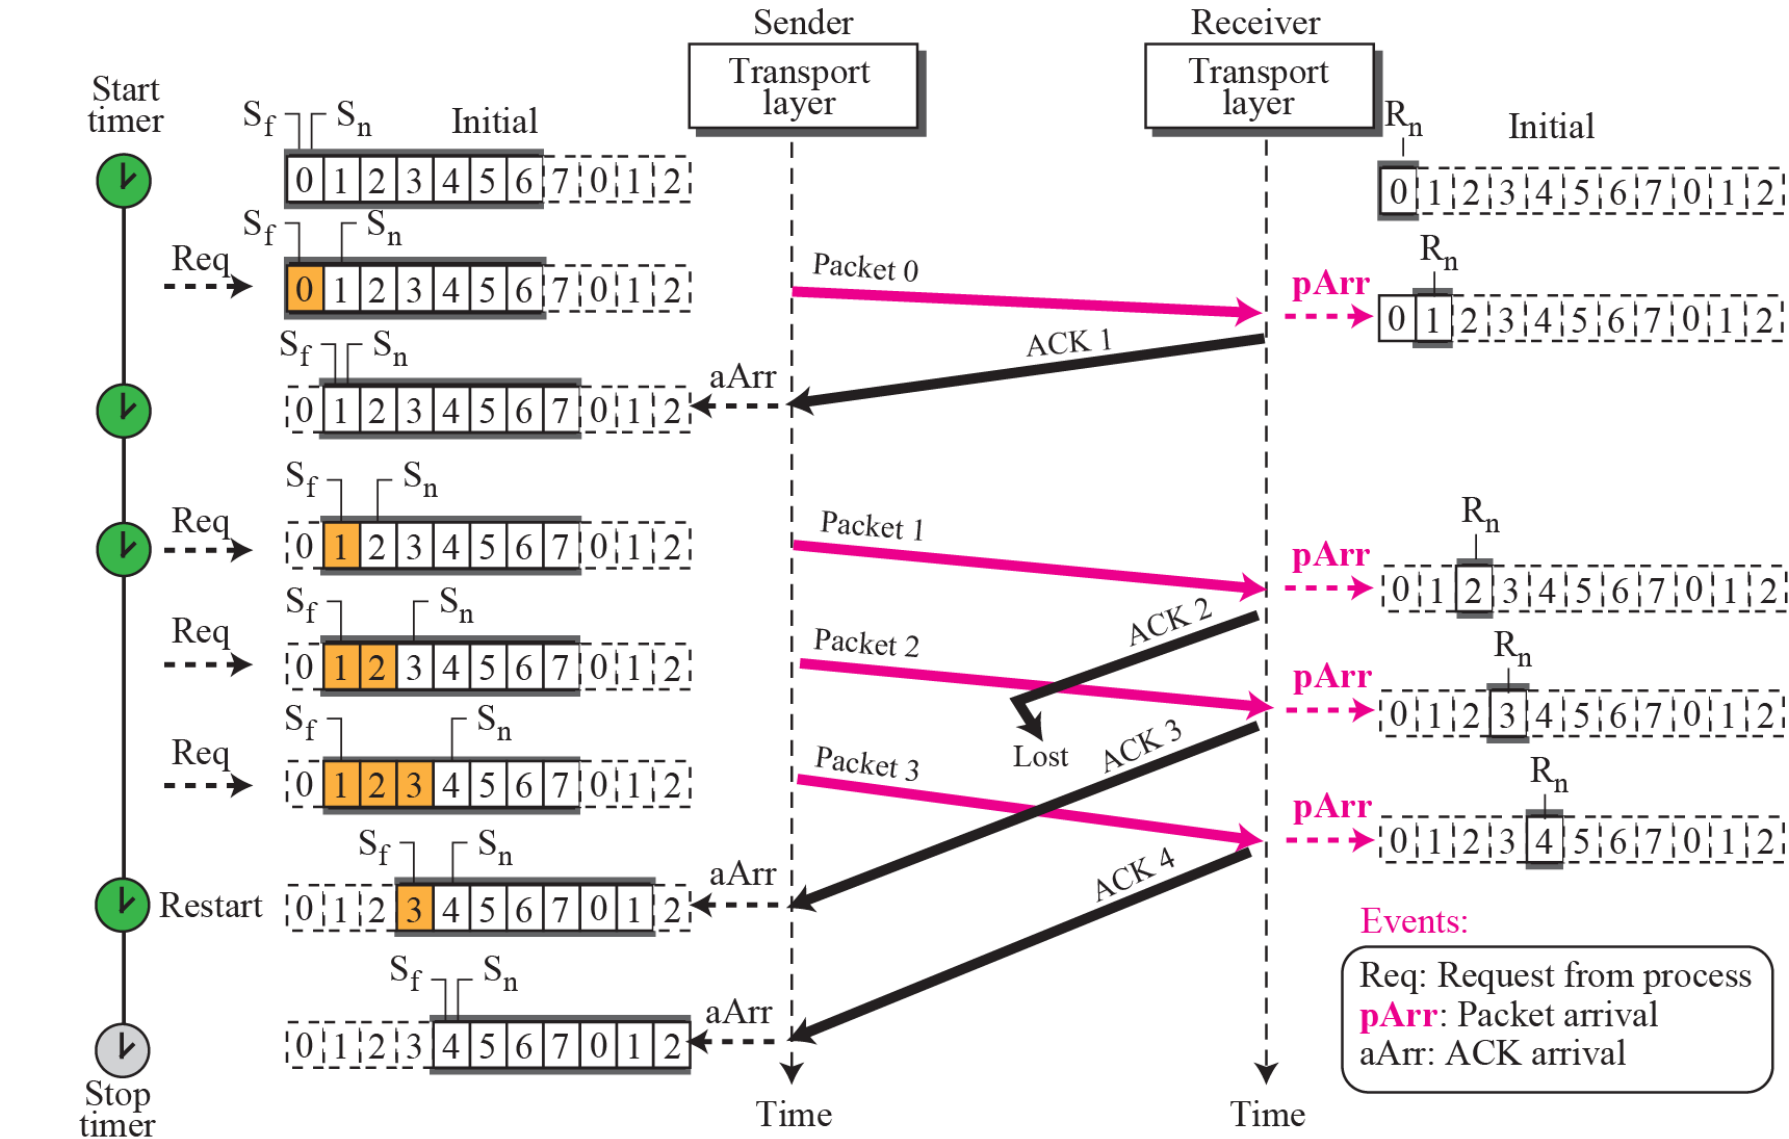 Sender
Receiver
Transport
layer
Transport
layer
Start
timer
Sf Sn Initial
Rn Initial
0 1 2 3 4 5 6 7 0 1 2
0 1 2 3 4 5 6 7 0 1 2
Sf Sn
Req
0 1 2 3 4 5 6 7 0 1 2
Packet 0
pArr
Rn
0 1 2 3 4 5 6 7 0 1 2
Sf Sn
0 1 2 3 4 5 6 7 0 1 2
aArr
ACK 1
Sf Sn
Req
0 1 2 3 4 5 6 7 0 1 2
Packet 1
pArr
Rn
0 1 2 3 4 5 6 7 0 1 2
ACK 2
Lost
Sf Sn
Req
0 1 2 3 4 5 6 7 0 1 2
Packet 2
pArr
Rn
0 1 2 3 4 5 6 7 0 1 2
ACK 3
Sf Sn
Req
0 1 2 3 4 5 6 7 0 1 2
Packet 3
pArr
Rn
0 1 2 3 4 5 6 7 0 1 2
ACK 4
Sf Sn
Restart
0 1 2 3 4 5 6 7 0 1 2
aArr
Sf Sn
0 1 2 3 4 5 6 7 0 1 2
aArr
Stop
timer
Time
Time
Events:
Req: Request from process
pArr: Packet arrival
aArr: ACK arrival